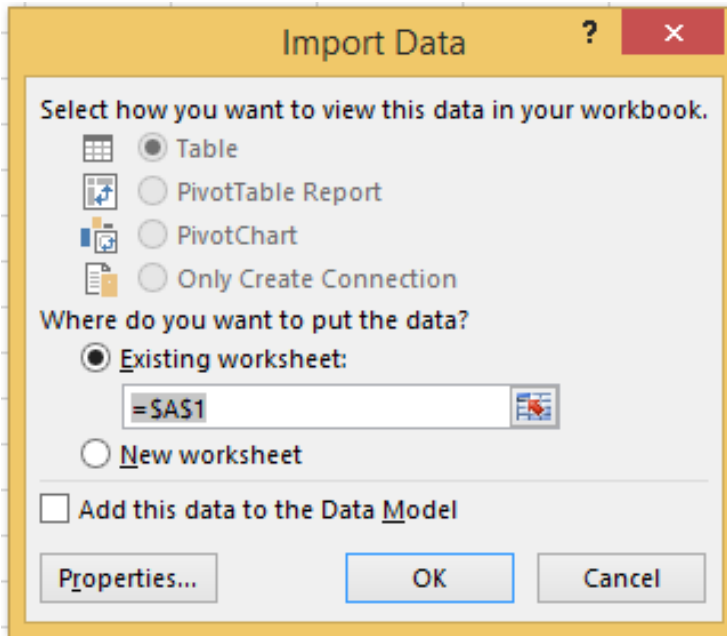 Import Data
?
Select how you want to view this data in your workbook.
Table
PivotTable Report
PivotChart
Only Create Connection
Where do you want to put the data?
Existing worksheet:
=$A$1
New worksheet
Add this data to the Data Model
Properties... OK Cancel